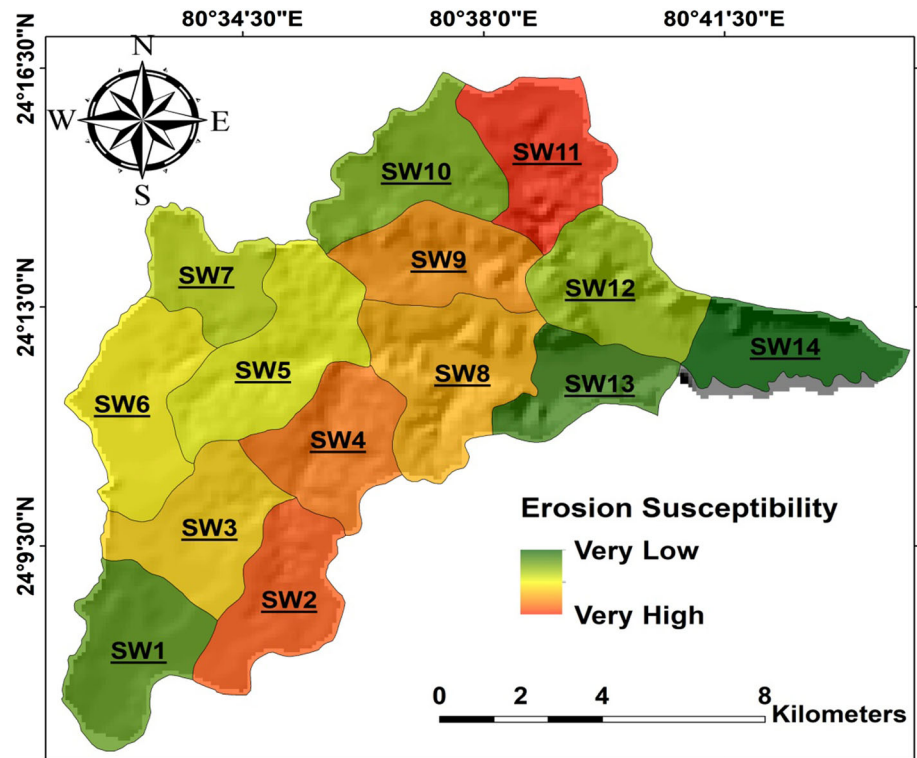 80°34'30"E 80°38'0"E 80°41'30"E
24°16'30"N
24°13'0"N
24°9'30"N
N
W E
S
SW11
SW10
SW9
SW7
SW12
SW14
SW5
SW8
SW13
SW6
SW4
SW3
SW2
SW1
Erosion Susceptibility
Very Low
Very High
0 2 4 8
Kilometers